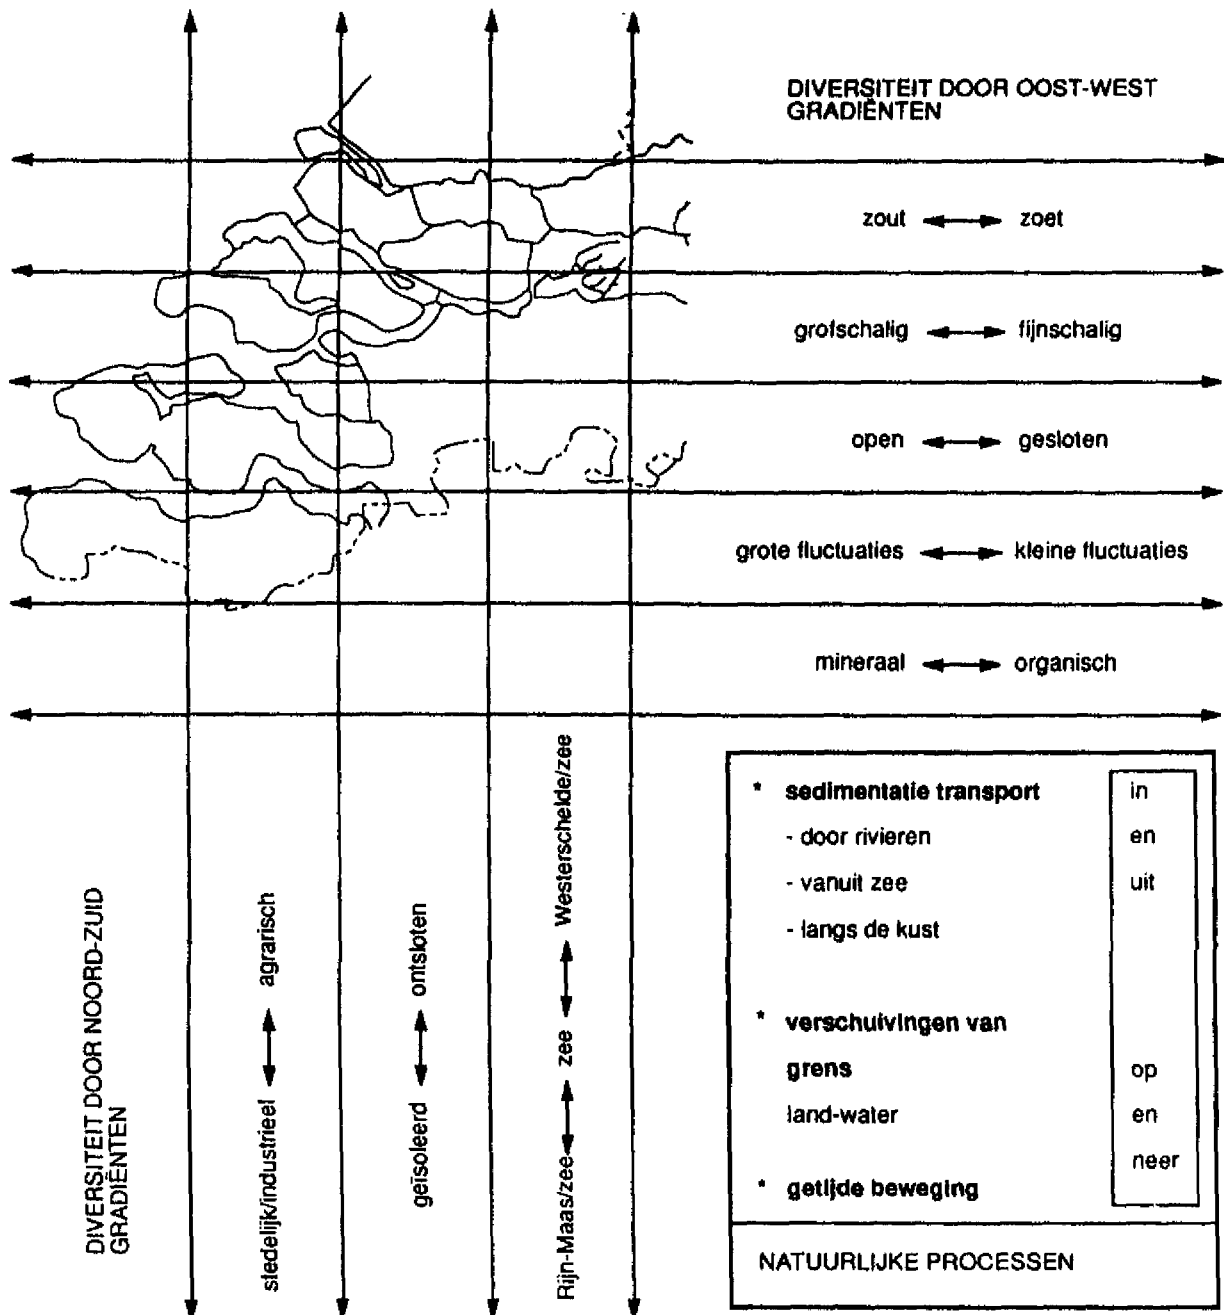 DIVERSITEIT DOOR OOST-WEST
GRADIËNTEN
zout zoet
grofschalig fijnschalig
open gesloten
grote fluctuaties kleine fluctuaties
mineraal organisch
DIVERSITEIT DOOR NOORD-ZUID
GRADIËNTEN
stedelijk/industrieel agrarisch
geïsoleerd ontsloten
Rijn-Maas/zee zee Westerschelde/zee
* sedimentatie transport in
- door rivieren en
- vanuit zee uit
- langs de kust
* verschuivingen van
grens op
land-water en
neer
* getijde beweging
NATUURLIJKE PROCESSEN